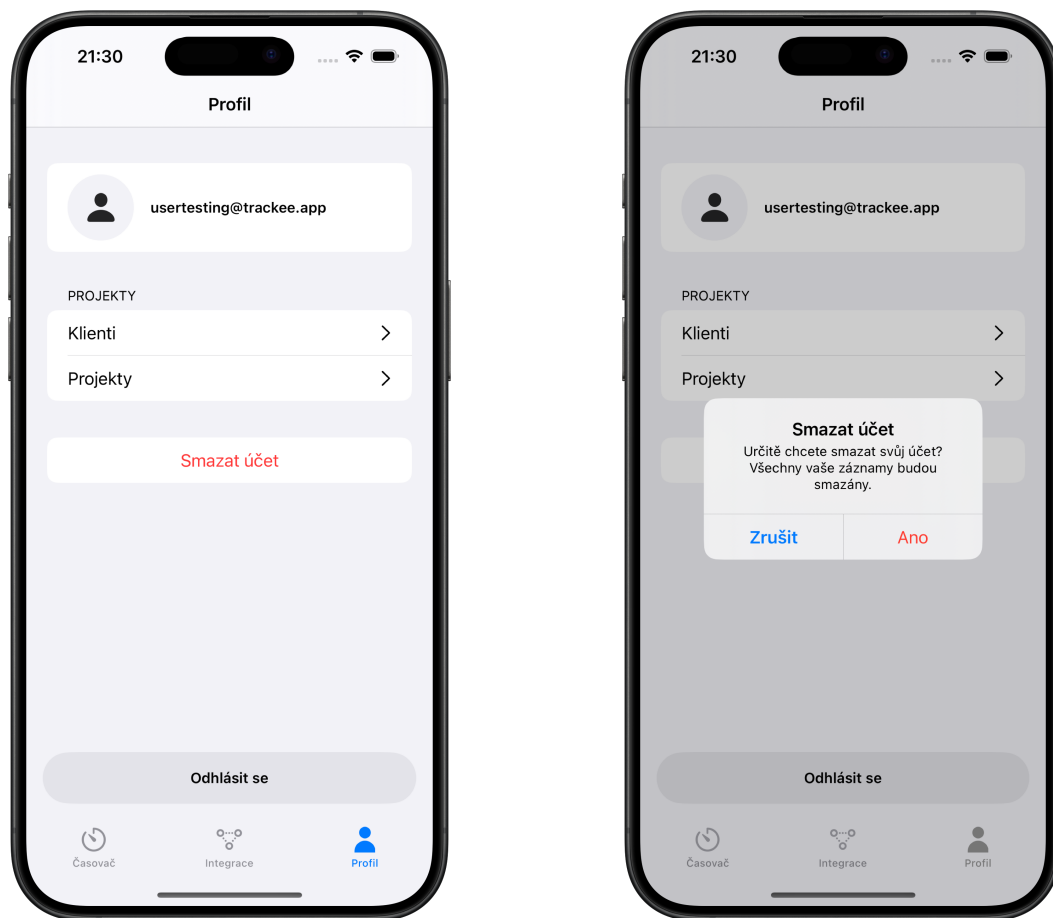 21:30
Profil
usertesting@trackee.app
PROJEKTY
Klienti
Projekty
Smazat účet
Odhlásit se
Časovač
Integrace
Profil
21:30
Profil
usertesting@trackee.app
PROJEKTY
Klienti
Projekty
Smazat účet
Určitě chcete smazat svůj účet?
Všechny vaše záznamy budou
smazány.
Zrušit
Ano
Odhlásit se
Časovač
Integrace
Profil